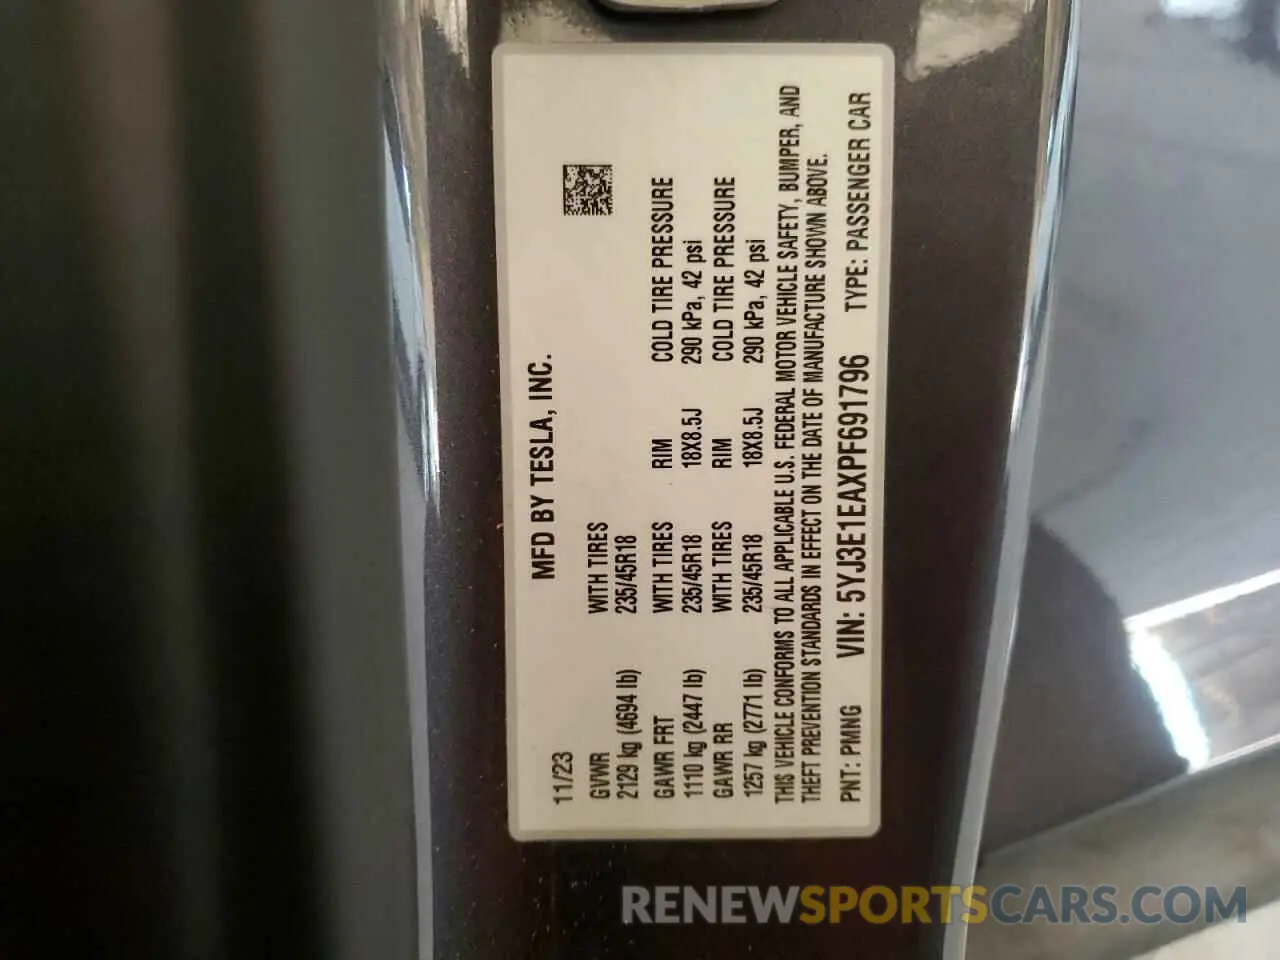 MFD BY TESLA, INC.
11/23
GVWR WITH TIRES
2129 kg (4694 lb) 235/45R18
GAWR FRT WITH TIRES RIM COLD TIRE PRESSURE
1110 kg (2447 lb) 235/45R18 18X8.5J 290 kPa, 42 psi
GAWR RR WITH TIRES RIM COLD TIRE PRESSURE
1257 kg (2771 lb) 235/45R18 18X8.5J 290 kPa, 42 psi
THIS VEHICLE CONFORMS TO ALL APPLICABLE U.S. FEDERAL MOTOR VEHICLE SAFETY, BUMPER, AND
THEFT PREVENTION STANDARDS IN EFFECT ON THE DATE OF MANUFACTURE SHOWN ABOVE.
PNT: PMNG VIN: 5YJ3E1EAXPF691796 TYPE: PASSENGER CAR
RENEWSPORTSCARS.COM